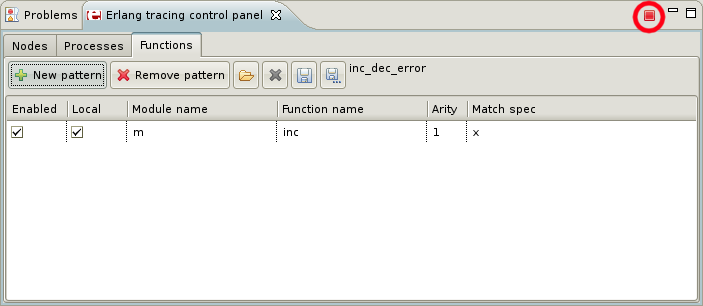 Problems Erlang tracing control panel
Nodes Processes Functions
New pattern Remove pattern inc_dec_error
Enabled Local Module name Function name Arity Match spec
m inc 1 x